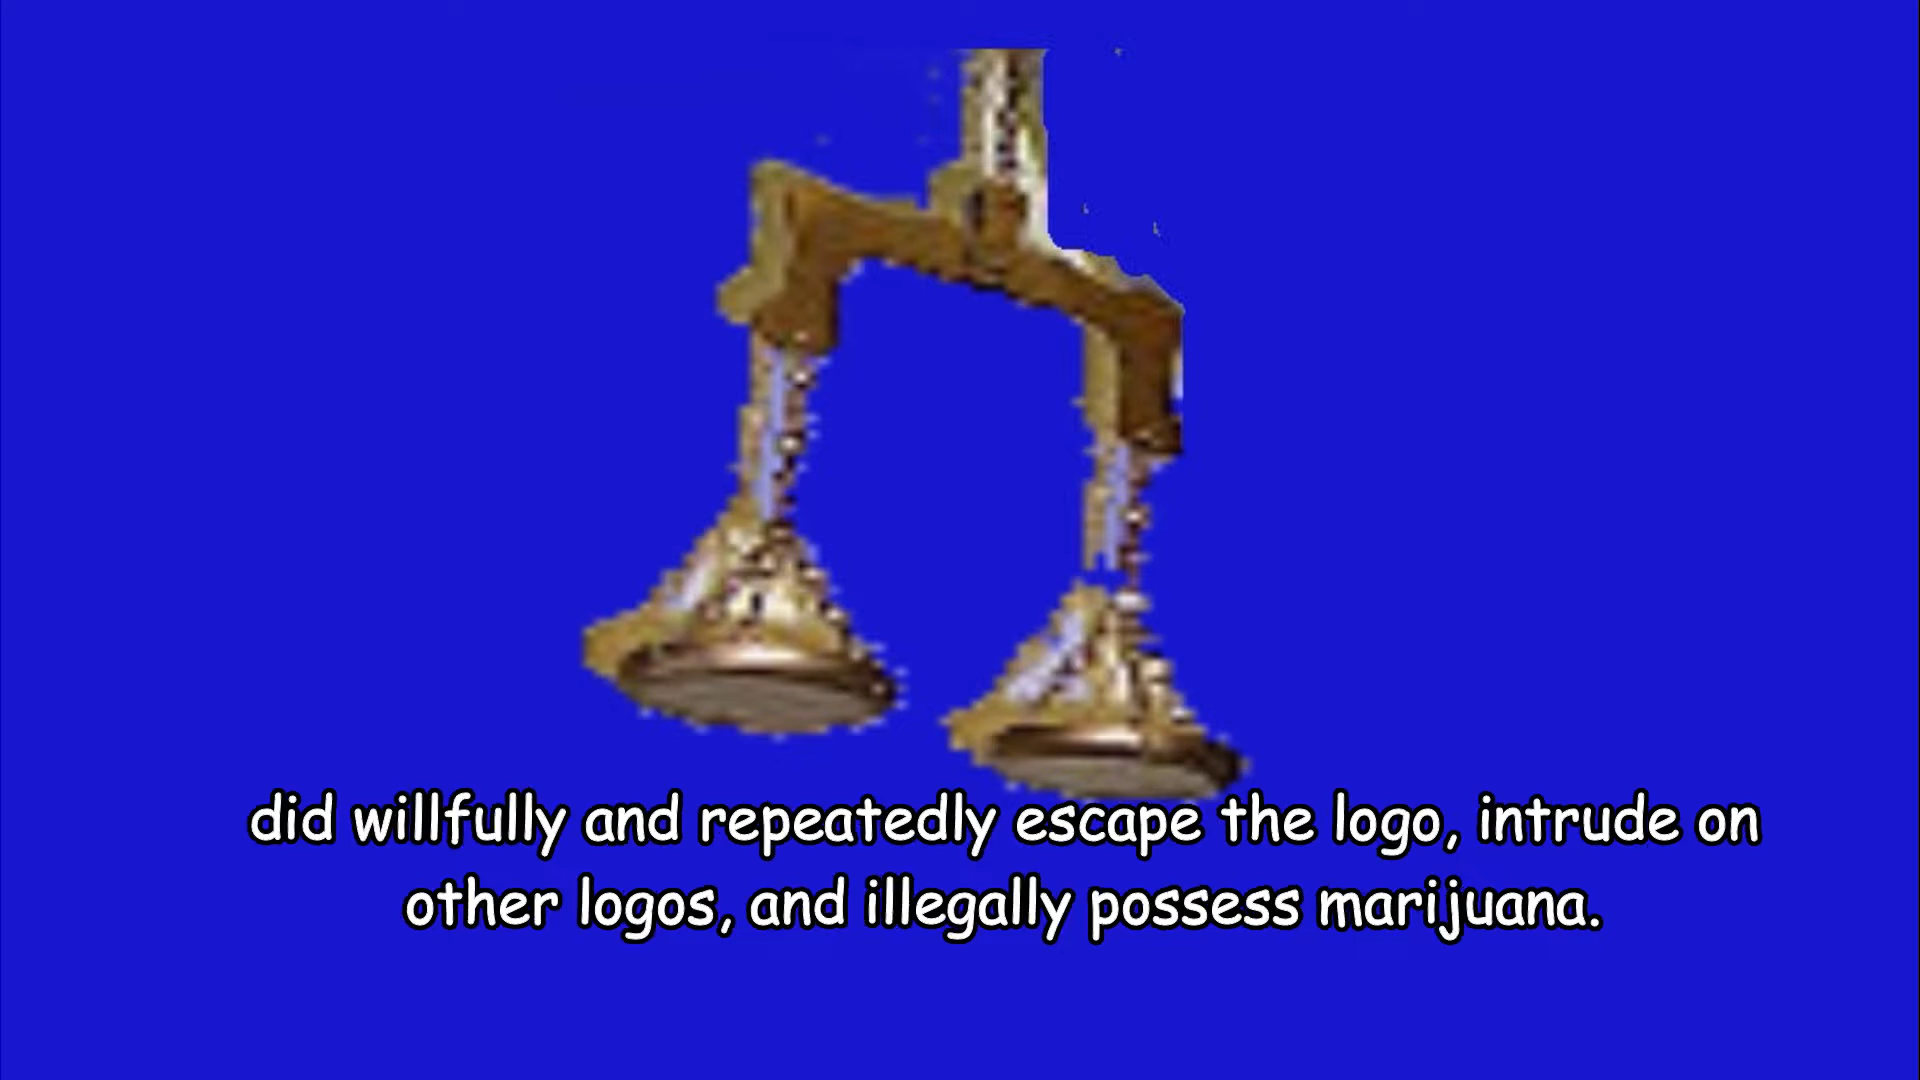 did willfully and repeatedly escape the logo, intrude on
other logos, and illegally possess marijuana.